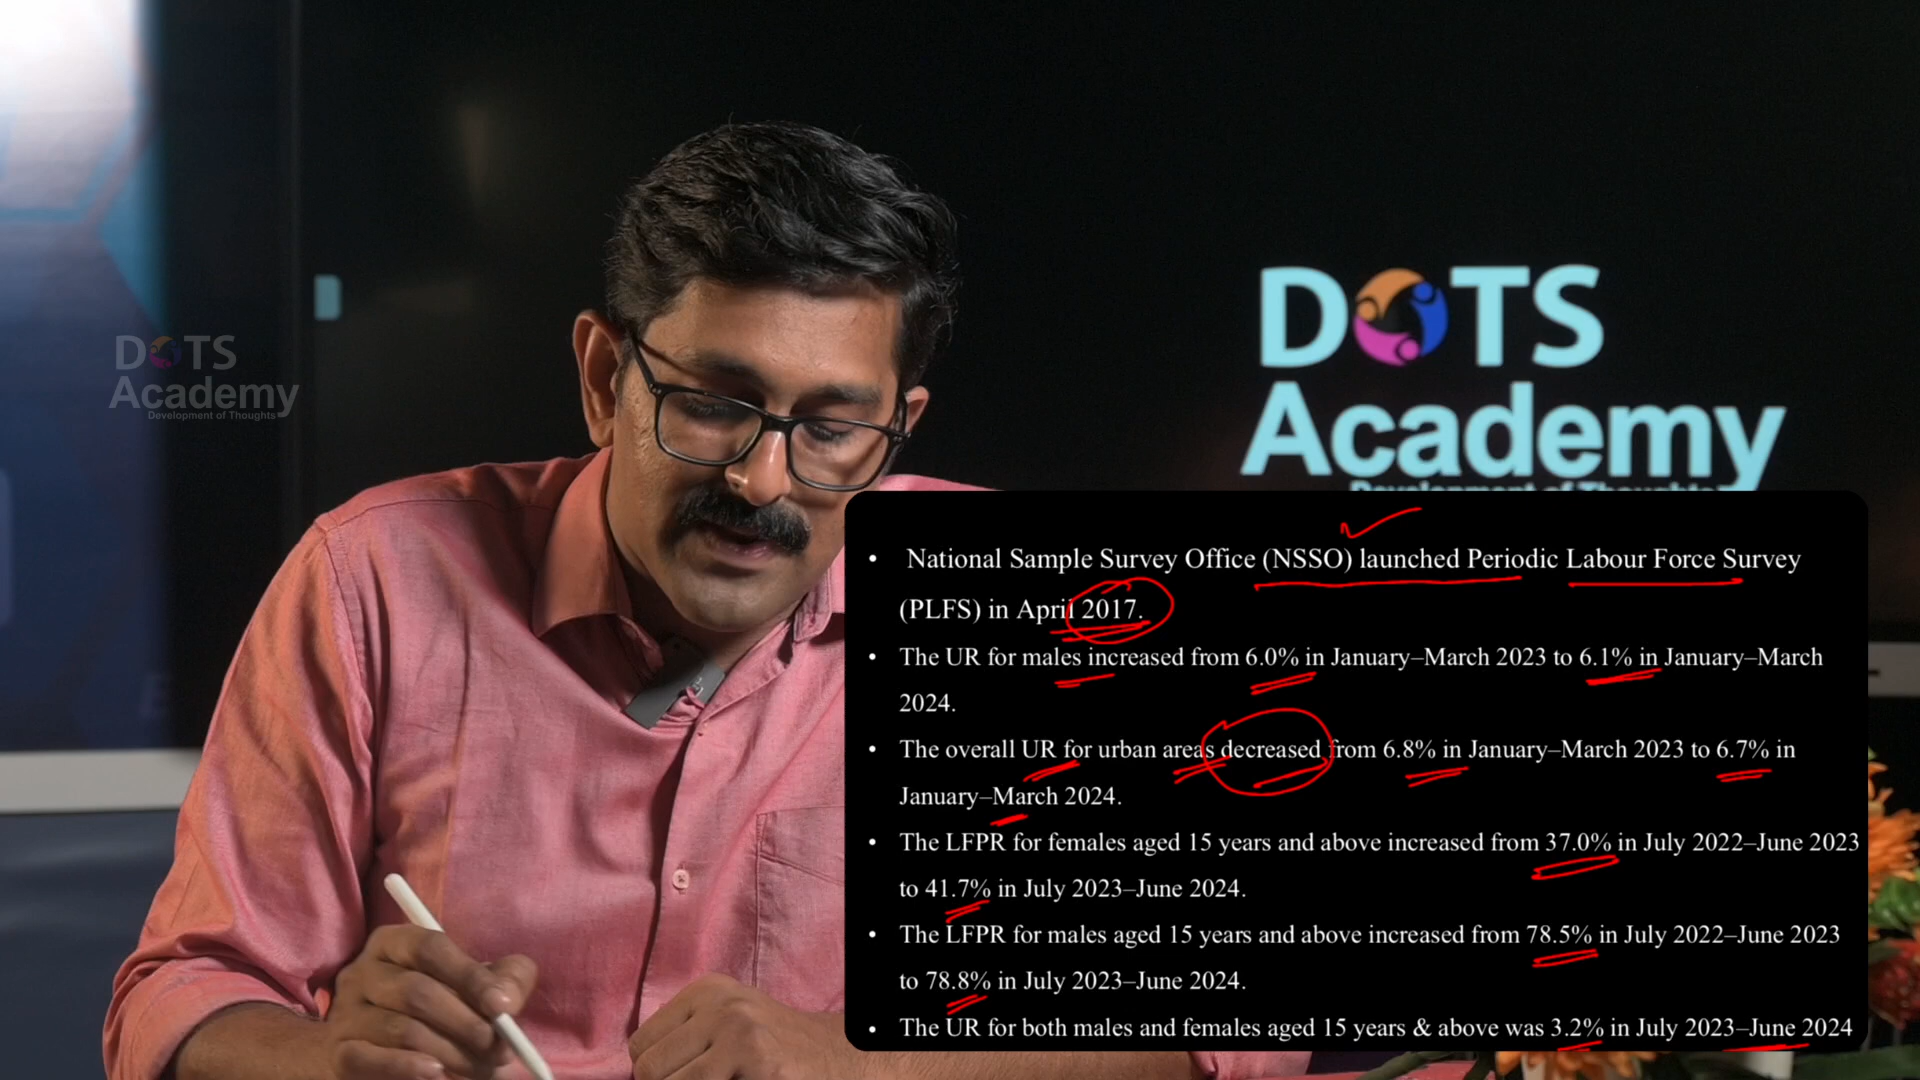 DOTS
Academy
Development of Thoughts
DOTS
Academy
Development of Thoughts
• National Sample Survey Office (NSSO) launched Periodic Labour Force Survey
(PLFS) in April 2017.
• The UR for males increased from 6.0% in January–March 2023 to 6.1% in January–March
2024.
• The overall UR for urban areas decreased from 6.8% in January–March 2023 to 6.7% in
January–March 2024.
• The LFPR for females aged 15 years and above increased from 37.0% in July 2022–June 2023
to 41.7% in July 2023–June 2024.
• The LFPR for males aged 15 years and above increased from 78.5% in July 2022–June 2023
to 78.8% in July 2023–June 2024.
• The UR for both males and females aged 15 years & above was 3.2% in July 2023–June 2024